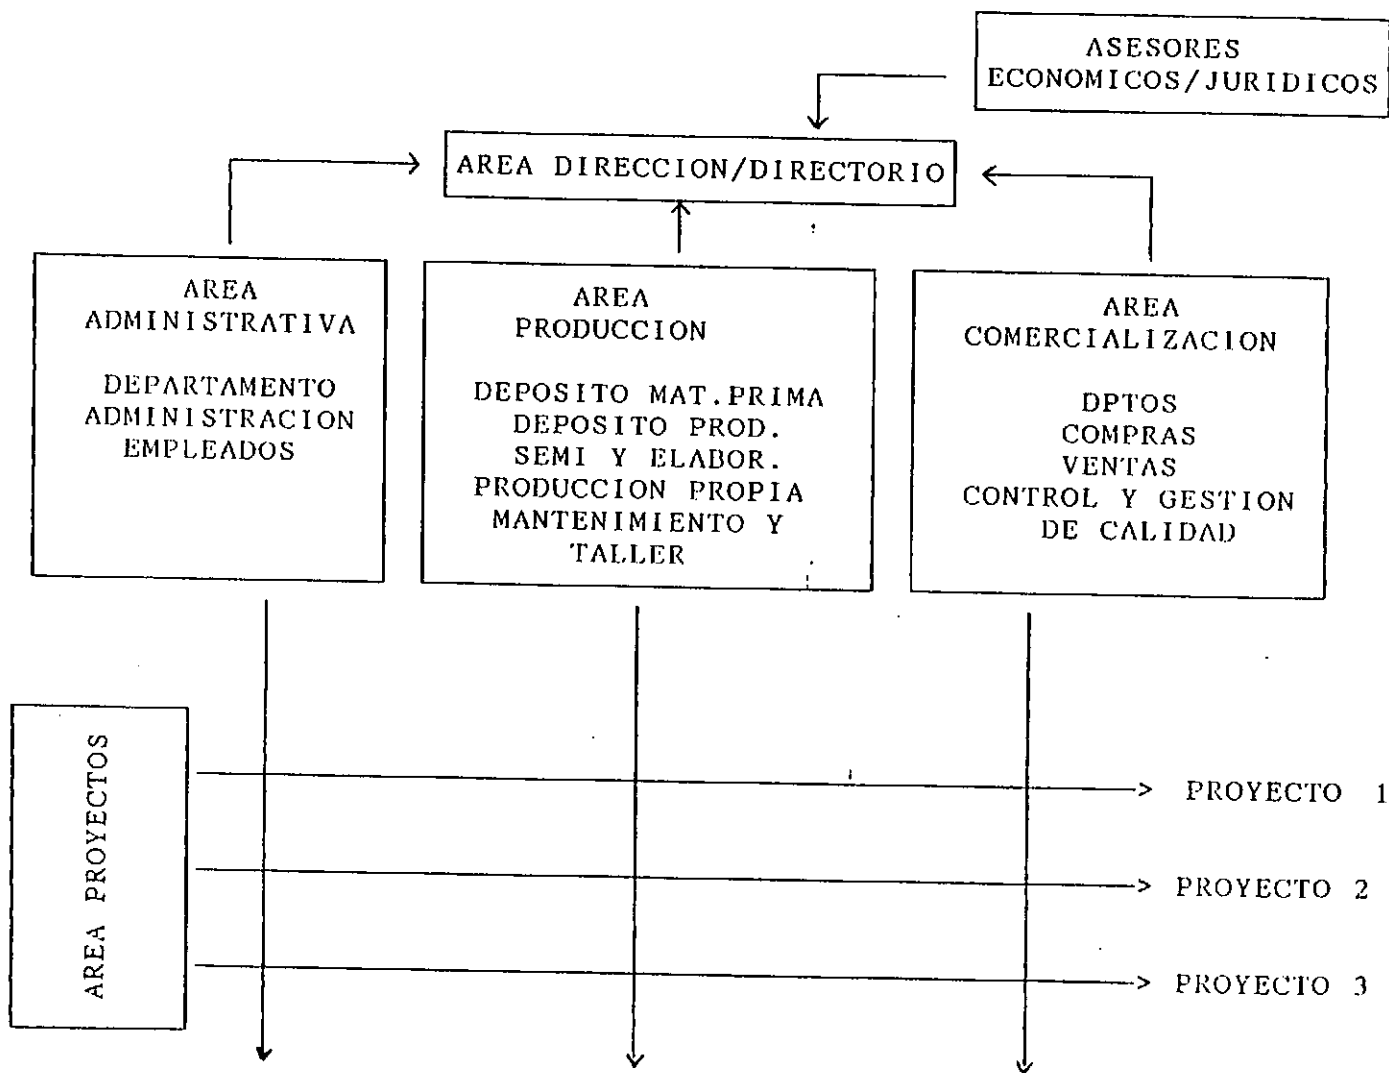 ASESORES
ECONOMICOS/JURIDICOS
AREA DIRECCION/DIRECTORIO
AREA
ADMINISTRATIVA
DEPARTAMENTO
ADMINISTRACION
EMPLEADOS
AREA
PRODUCCION
DEPOSITO MAT.PRIMA
DEPOSITO PROD.
SEMI Y ELABOR.
PRODUCCION PROPIA
MANTENIMIENTO Y
TALLER
AREA
COMERCIALIZACION
DPTOS
COMPRAS
VENTAS
CONTROL Y GESTION
DE CALIDAD
AREA PROYECTOS
PROYECTO 1
PROYECTO 2
PROYECTO 3